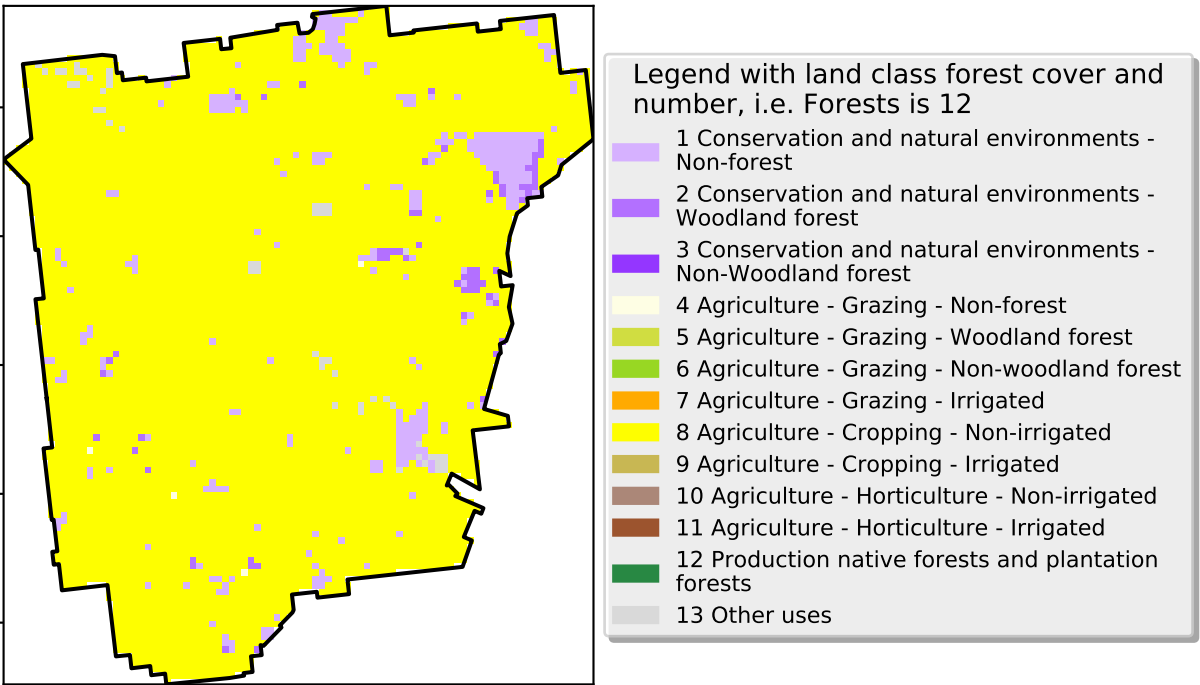 Legend with land class forest cover and
number, i.e. Forests is 12
1 Conservation and natural environments -
Non-forest
2 Conservation and natural environments -
Woodland forest
3 Conservation and natural environments -
Non-Woodland forest
4 Agriculture - Grazing - Non-forest
5 Agriculture - Grazing - Woodland forest
6 Agriculture - Grazing - Non-woodland forest
7 Agriculture - Grazing - Irrigated
8 Agriculture - Cropping - Non-irrigated
9 Agriculture - Cropping - Irrigated
10 Agriculture - Horticulture - Non-irrigated
11 Agriculture - Horticulture - Irrigated
12 Production native forests and plantation
forests
13 Other uses